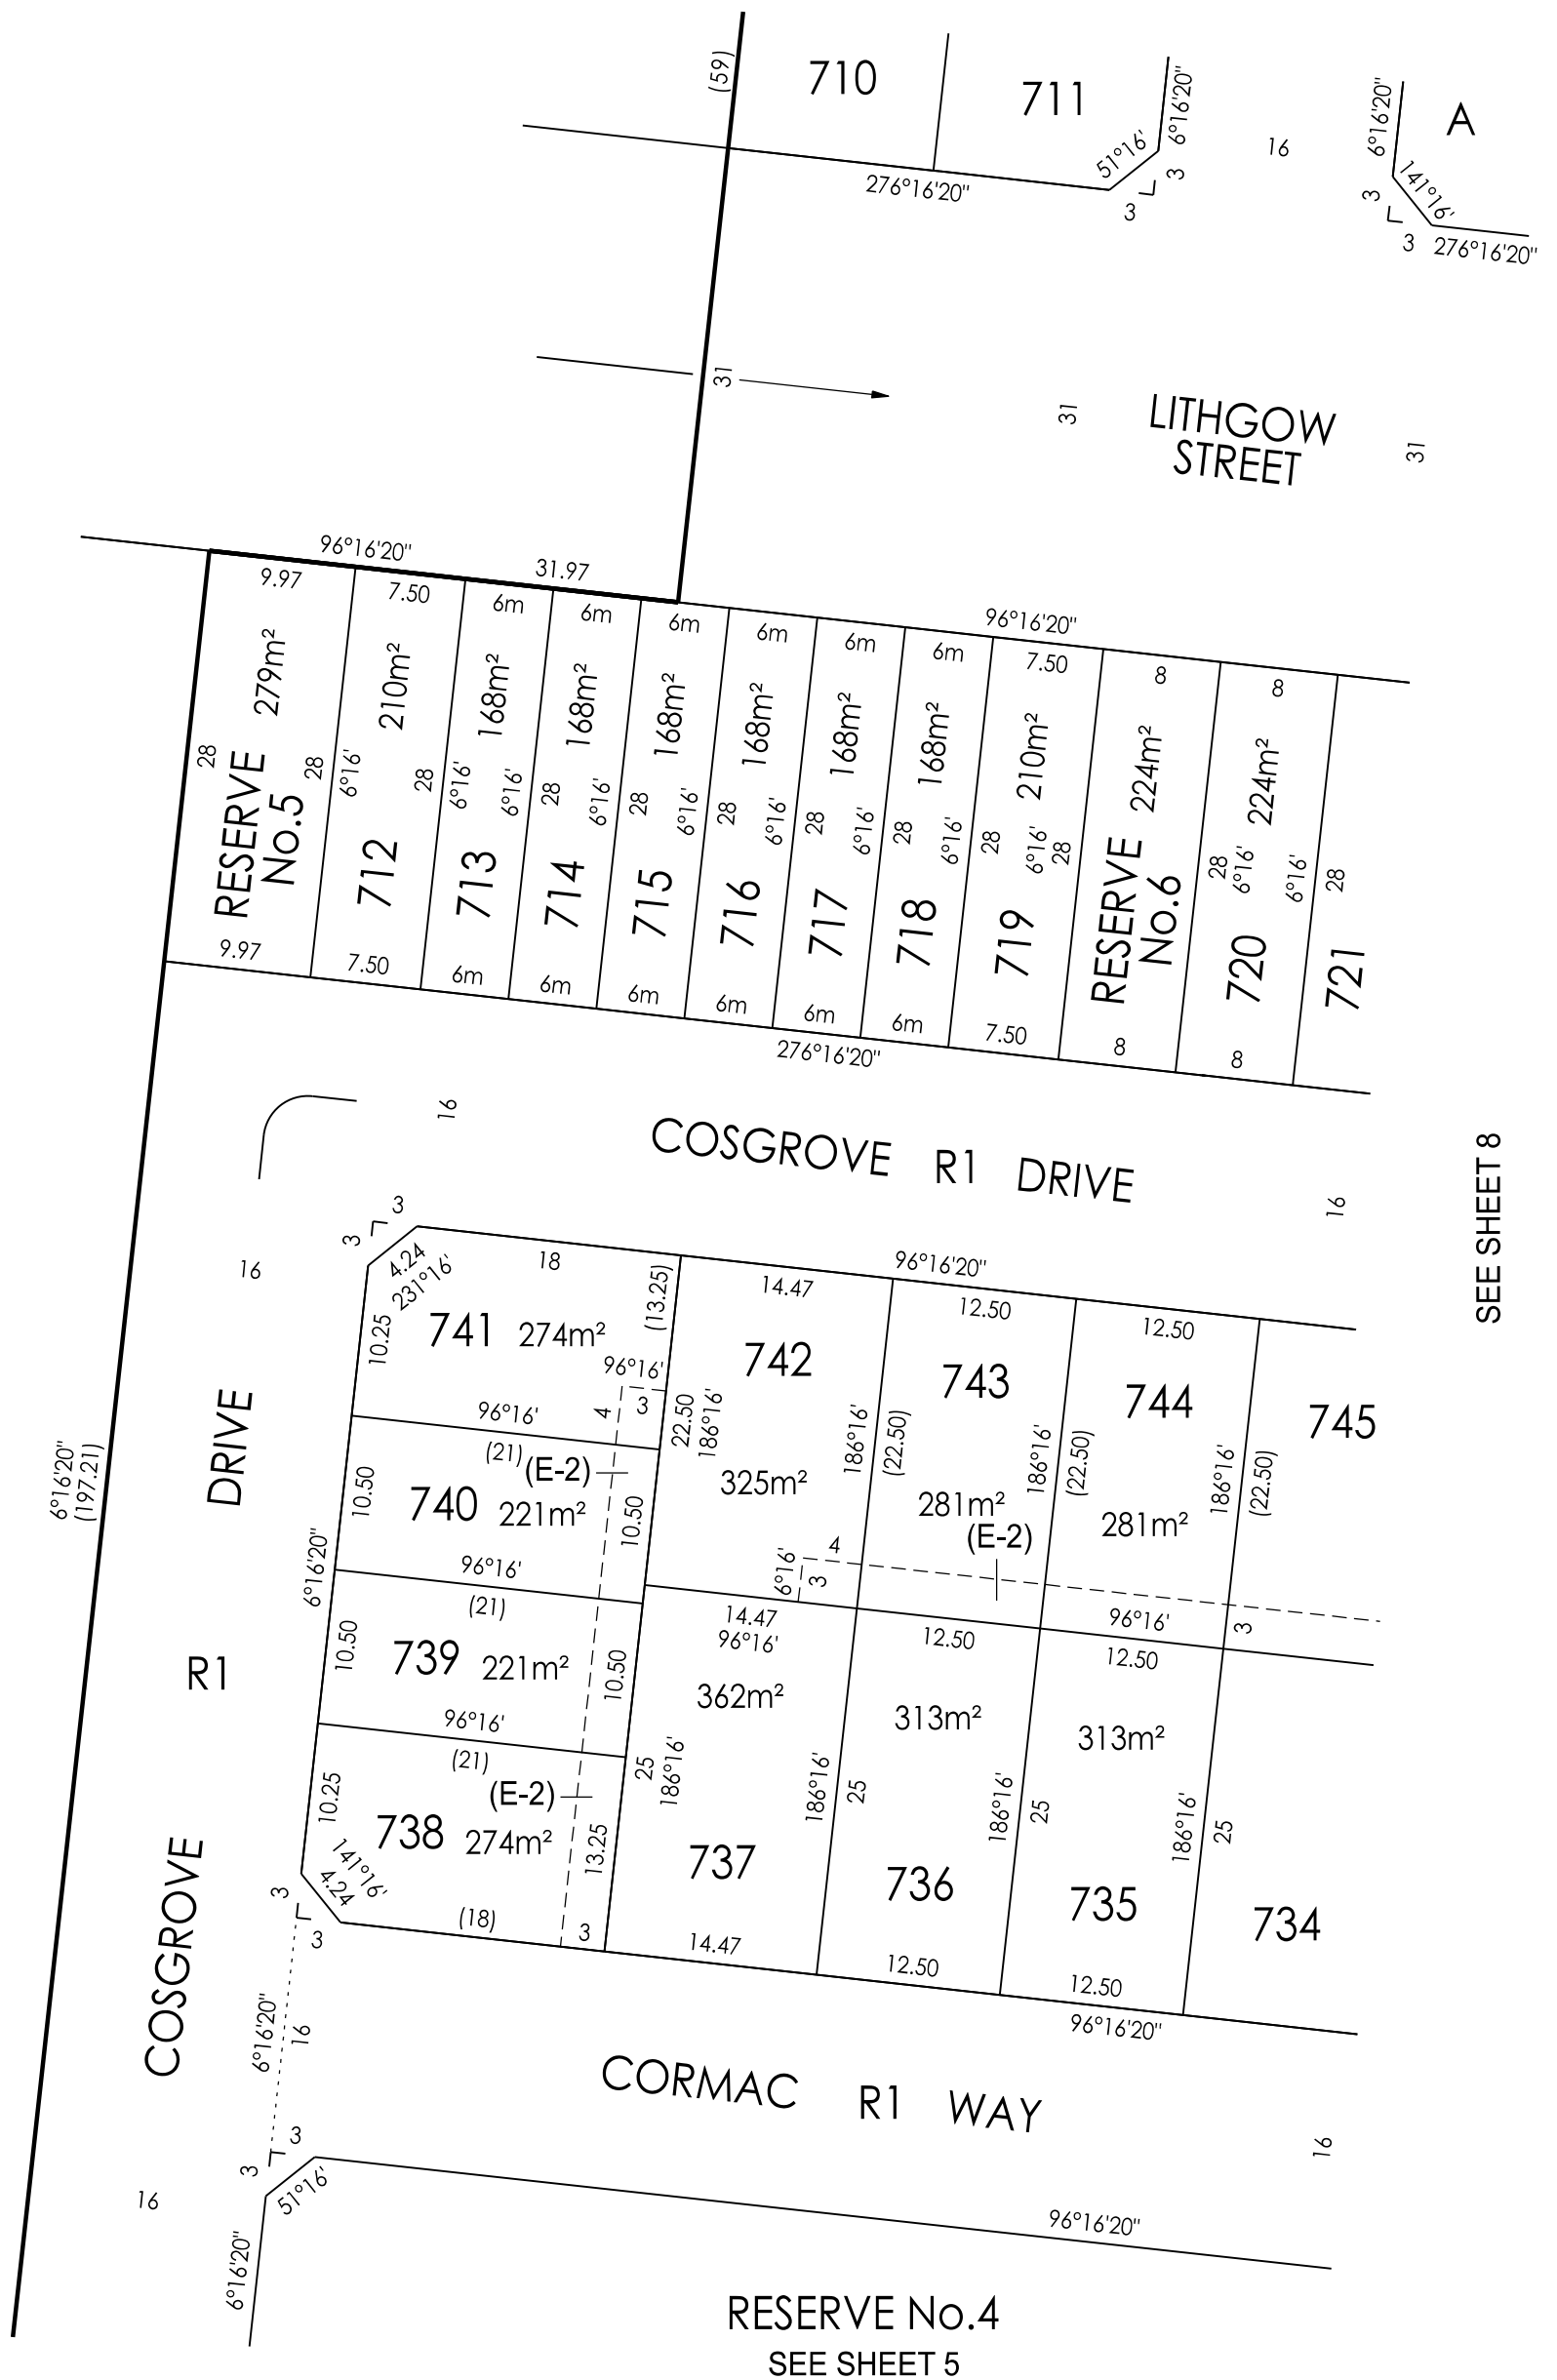 (59)
710
711
6°16'20"
51°16'
3
3
276°16'20"
16
6°16'20"
A
141°16'
3
3
276°16'20"
31
31
LITHGOW
STREET
31
96°16'20"
31.97
96°16'20"
9.97
7.50
6m
6m
6m
6m
6m
6m
7.50
8
8
28
RESERVE
No.5
279m²
28
6°16'
712
210m²
28
6°16'
713
168m²
6°16'
28
714
168m²
6°16'
28
715
168m²
6°16'
28
716
168m²
6°16'
28
717
168m²
6°16'
28
718
168m²
6°16'
28
719
210m²
6°16'
28
RESERVE
No.6
224m²
28
6°16'
720
224m²
6°16'
28
721
9.97
7.50
6m
6m
6m
6m
6m
6m
7.50
8
8
276°16'20"
16
COSGROVE R1 DRIVE
16
SEE SHEET 8
3
3
16
4.24
231°16'
18
(13.25)
96°16'20"
14.47
12.50
12.50
10.25
741
274m²
96°16'
4
3
742
743
744
745
96°16'
22.50
186°16'
186°16'
(22.50)
186°16'
(22.50)
186°16'
(22.50)
(21)
(E-2)
10.50
740
221m²
10.50
325m²
281m²
(E-2)
281m²
6°16'20"
(197.21)
DRIVE
6°16'20"
96°16'
6°16'
4
3
(21)
14.47
96°16'
12.50
96°16'
3
12.50
10.50
739
221m²
10.50
R1
362m²
313m²
313m²
96°16'
(21)
(E-2)
25
186°16'
186°16'
25
186°16'
25
186°16'
25
10.25
738
274m²
13.25
141°16'
4.24
737
736
735
734
3
3
(18)
3
14.47
12.50
12.50
96°16'20"
COSGROVE
6°16'20"
16
CORMAC R1 WAY
16
3
3
51°16'
16
6°16'20"
96°16'20"
RESERVE No.4
SEE SHEET 5